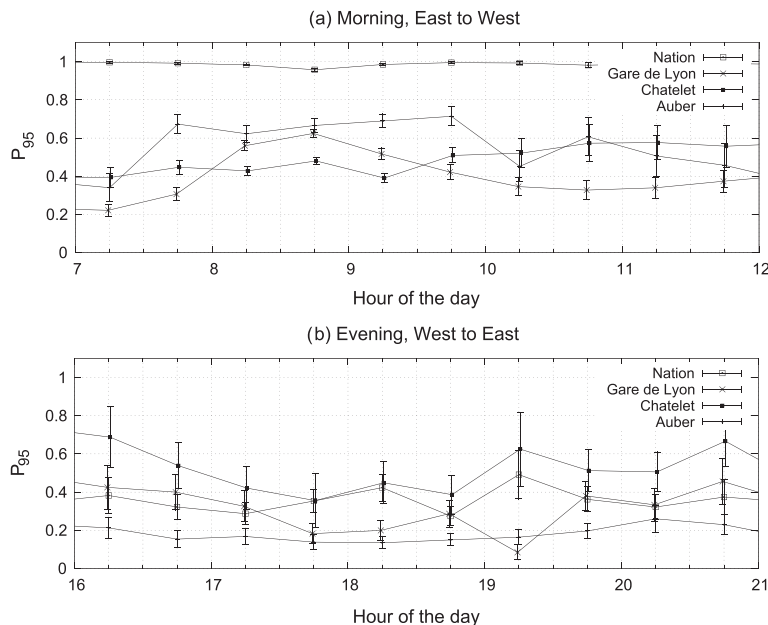 (a) Morning, East to West
P95
1
0.8
0.6
0.4
0.2
0
Nation
Gare de Lyon
Chatelet
Auber
7 8 9 10 11 12
Hour of the day
(b) Evening, West to East
P95
1
0.8
0.6
0.4
0.2
0
Nation
Gare de Lyon
Chatelet
Auber
16 17 18 19 20 21
Hour of the day